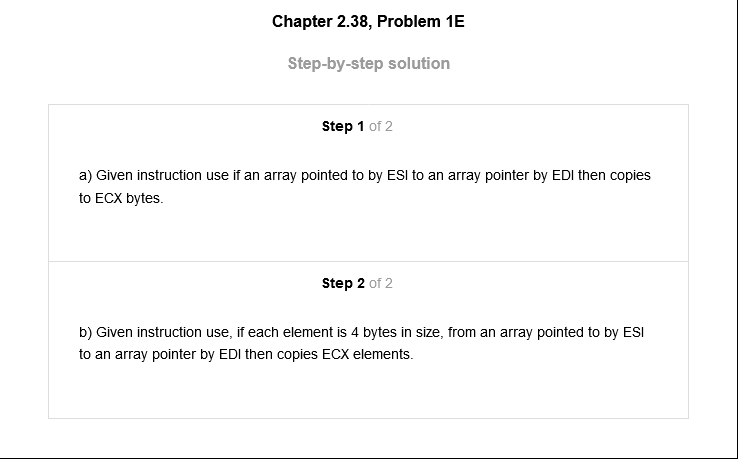 Chapter 2.38, Problem 1E
Step-by-step solution
Step 1 of 2
a) Given instruction use if an array pointed to by ESI to an array pointer by EDI then copies
to ECX bytes.
Step 2 of 2
b) Given instruction use, if each element is 4 bytes in size, from an array pointed to by ESI
to an array pointer by EDI then copies ECX elements.